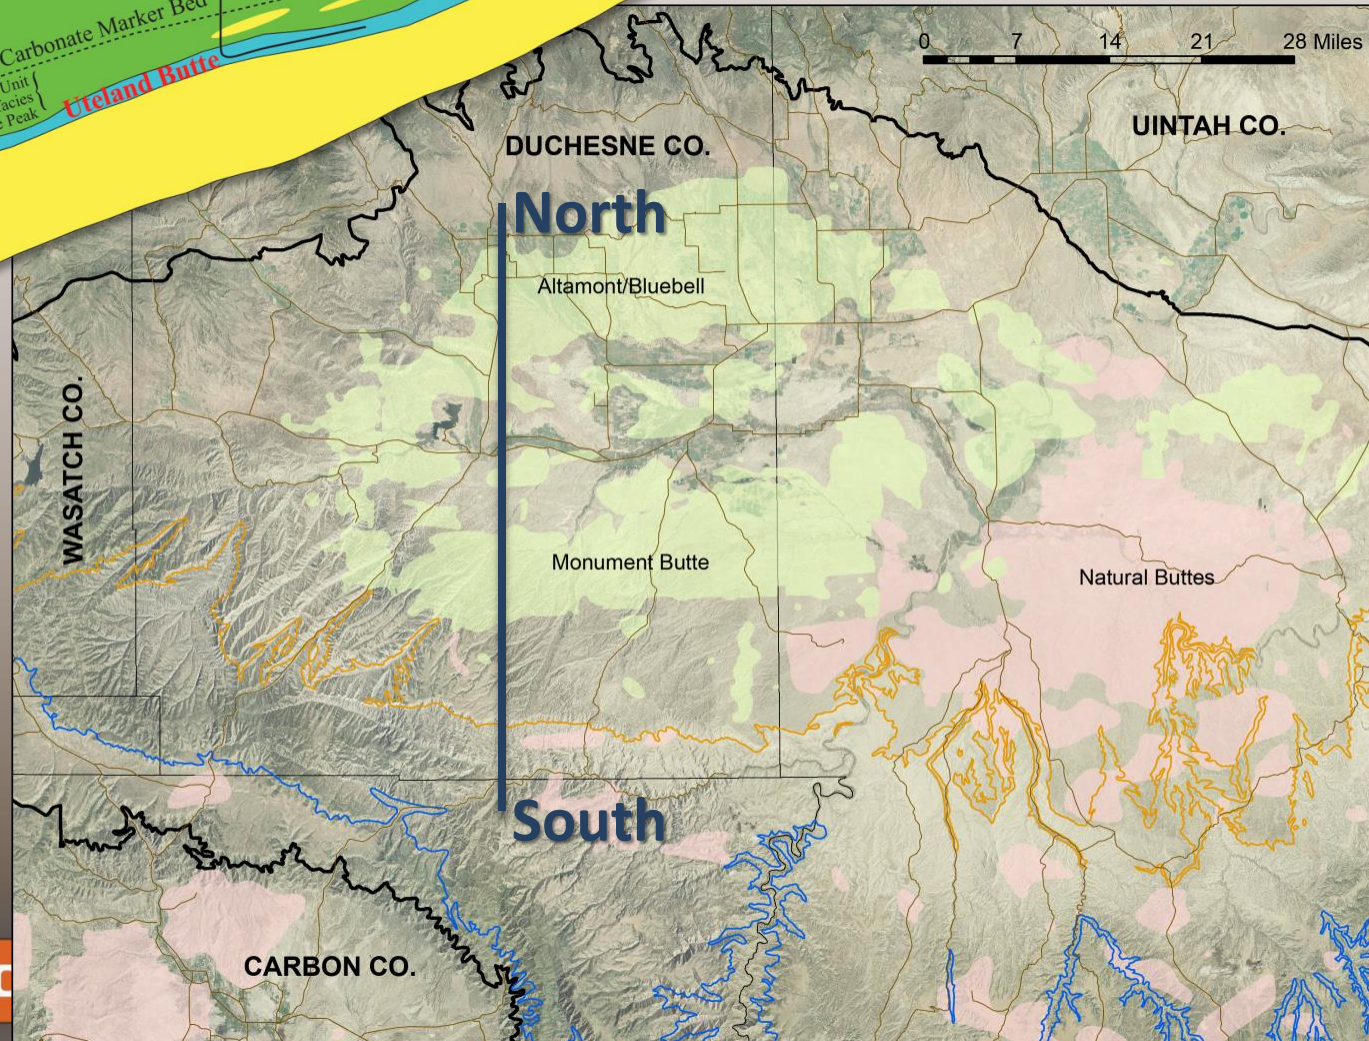 Carbonate Marker Bed
Unit
Peak
Uteland Butte
0 7 14 21 28 Miles
DUCHESNE CO.
UINTAH CO.
North
Altamont/Bluebell
WASATCH CO.
Monument Butte
Natural Buttes
South
CARBON CO.